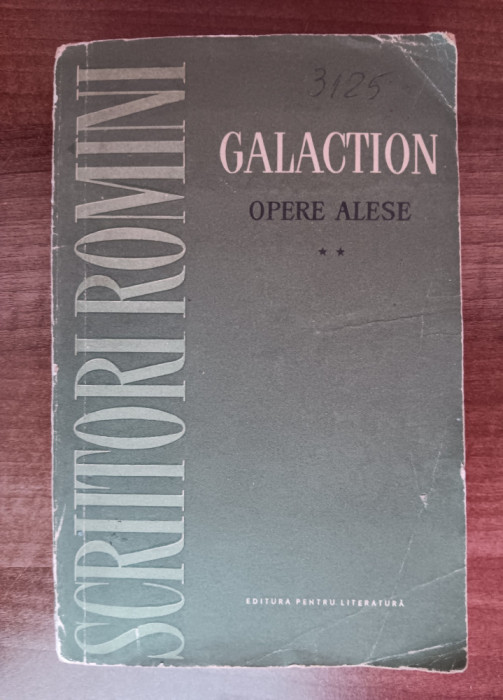 3125
GALACTION
OPERE ALESE
★ ★
SCRIITORI ROMÎNI
EDITURA PENTRU LITERATURĂ